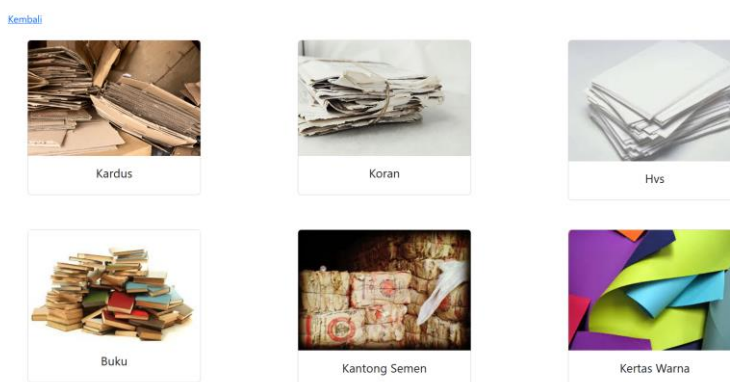 Kembali
Kardus
Koran
Hvs
Buku
Kantong Semen
Kertas Warna